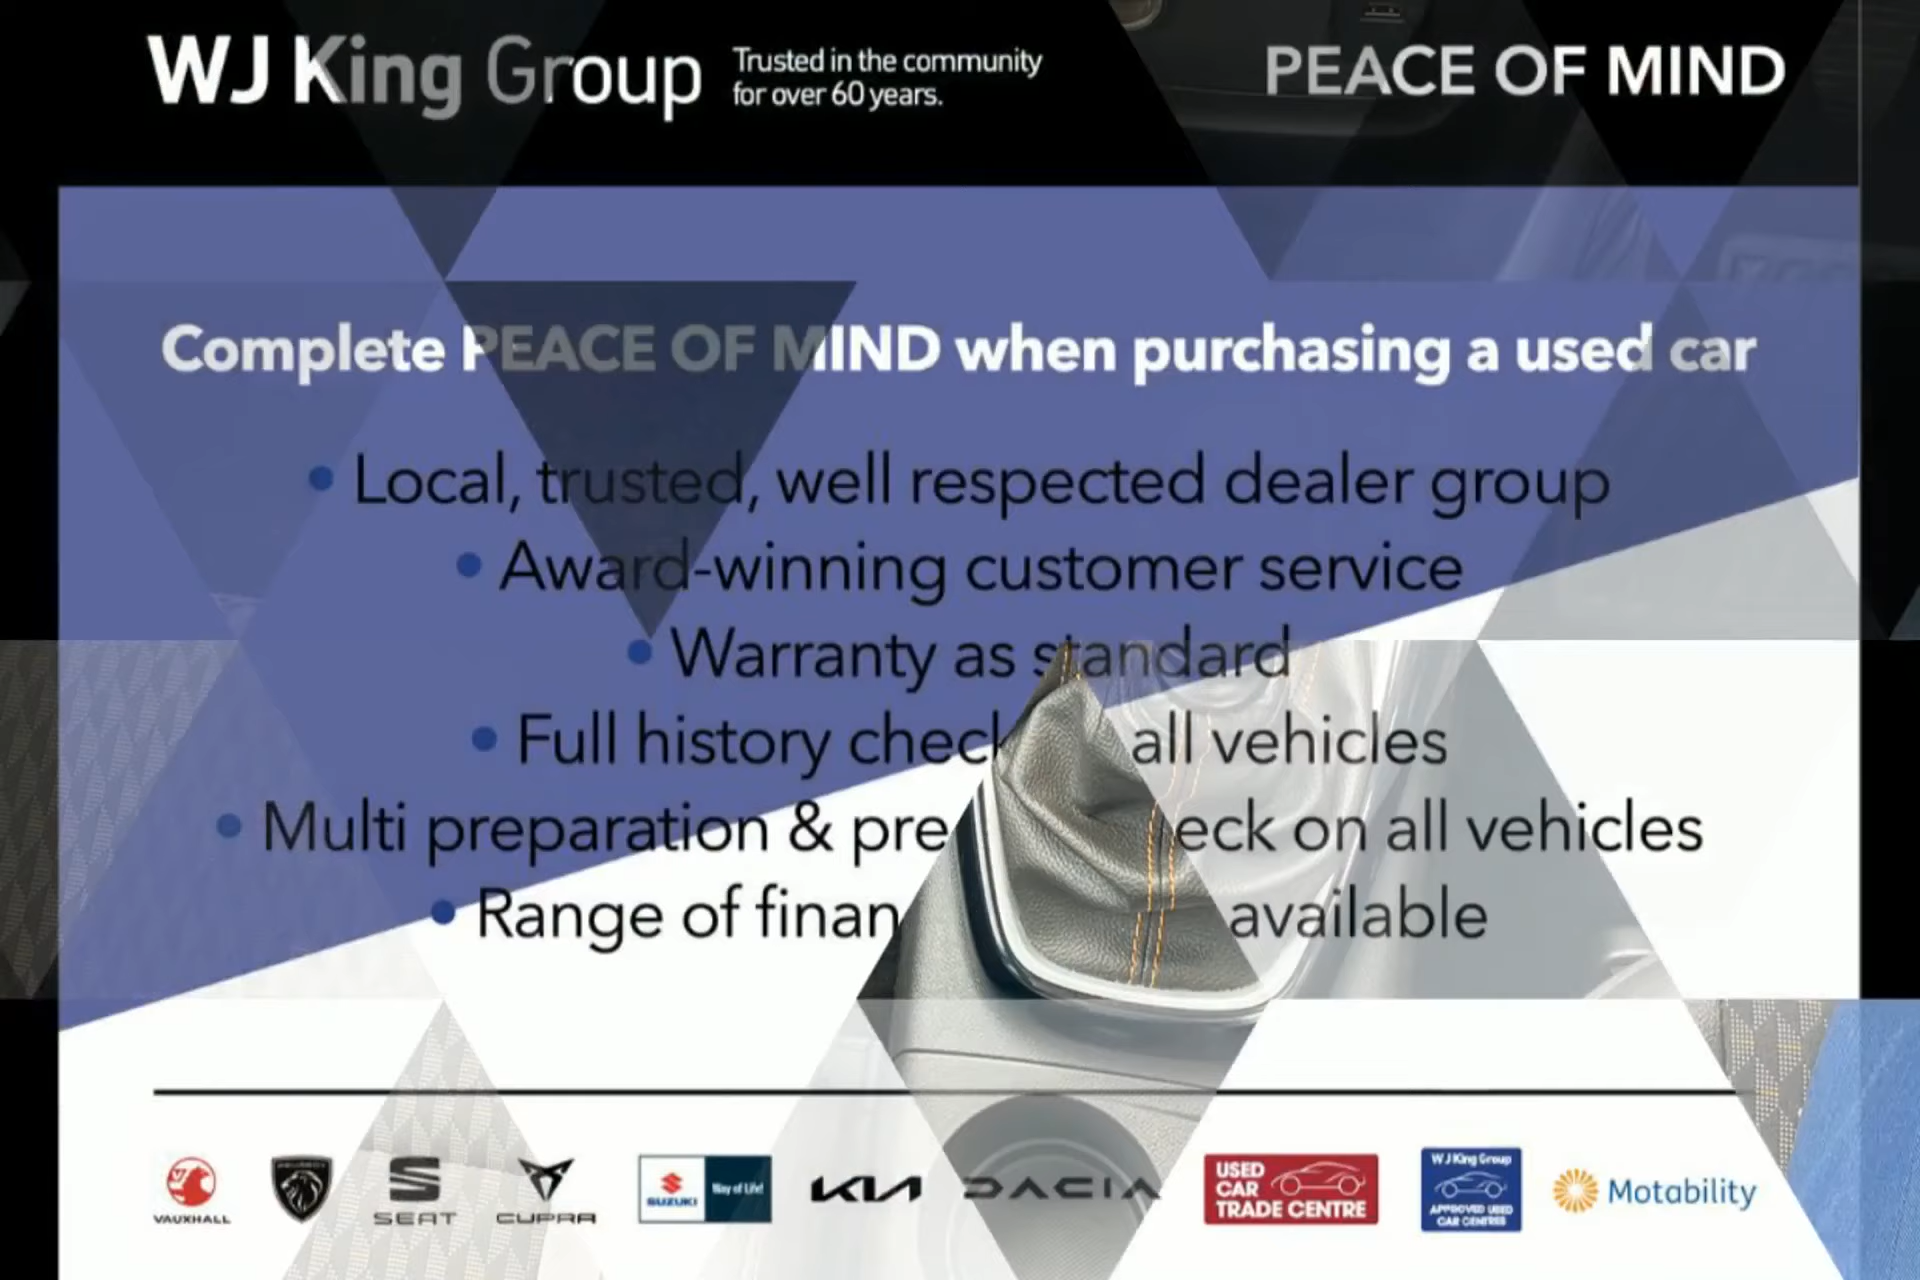 WJ King Group
Trusted in the community
for over 60 years.
PEACE OF MIND
Complete PEACE OF MIND when purchasing a used car
• Local, trusted, well respected dealer group
• Award-winning customer service
• Warranty as standard
• Full history check all vehicles
• Multi preparation & pre eck on all vehicles
• Range of finan available
VAUXHALL
SEAT
CUPRA
SUZUKI
Way of Life!
KIA
DACIA
USED
CAR
TRADE CENTRE
WJ King Group
APPROVED USED
CAR CENTRES
Motability